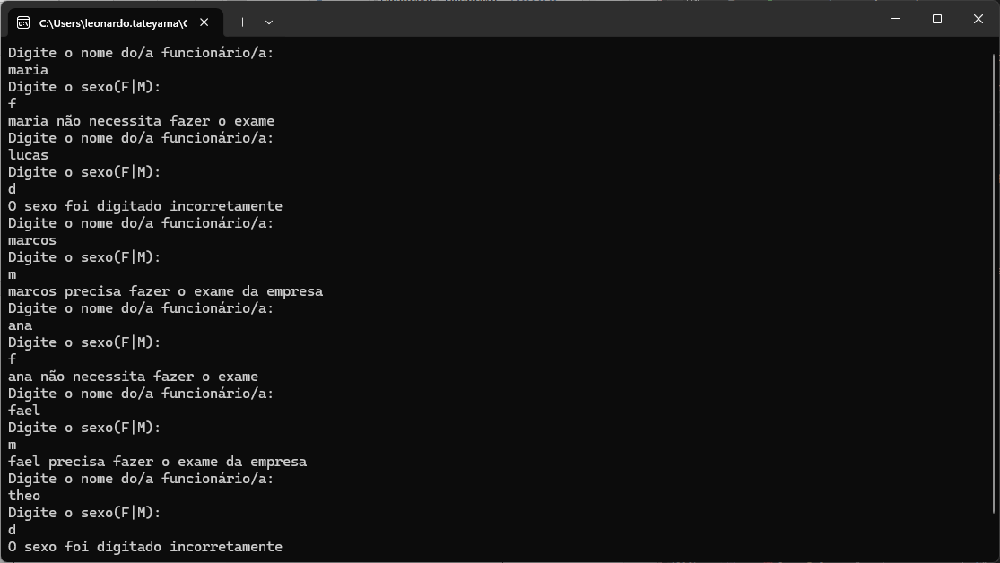 C:\Users\leonardo.tateyama\
Digite o nome do/a funcionário/a:
maria
Digite o sexo(F|M):
f
maria não necessita fazer o exame
Digite o nome do/a funcionário/a:
lucas
Digite o sexo(F|M):
d
O sexo foi digitado incorretamente
Digite o nome do/a funcionário/a:
marcos
Digite o sexo(F|M):
m
marcos precisa fazer o exame da empresa
Digite o nome do/a funcionário/a:
ana
Digite o sexo(F|M):
f
ana não necessita fazer o exame
Digite o nome do/a funcionário/a:
fael
Digite o sexo(F|M):
m
fael precisa fazer o exame da empresa
Digite o nome do/a funcionário/a:
theo
Digite o sexo(F|M):
d
O sexo foi digitado incorretamente